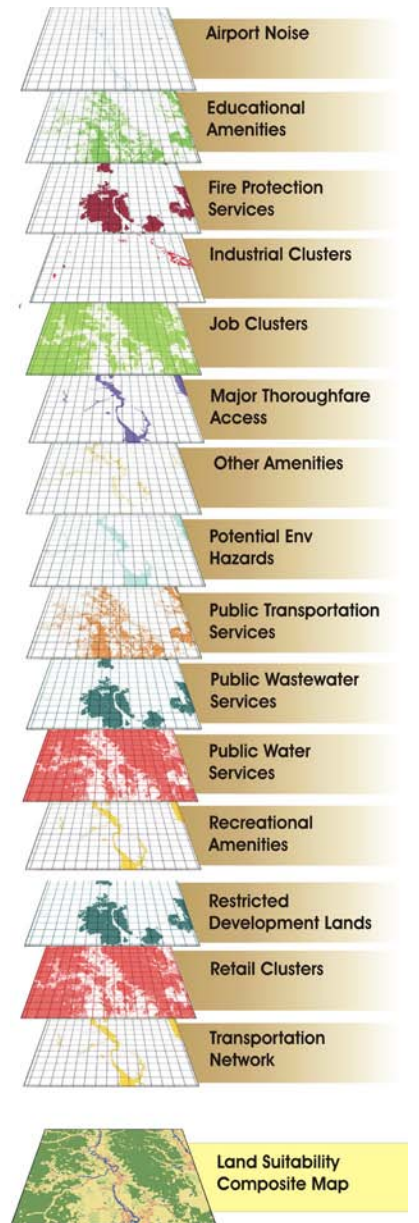 Airport Noise
Educational
Amenities
Fire Protection
Services
Industrial Clusters
Job Clusters
Major Thoroughfare
Access
Other Amenities
Potential Env
Hazards
Public Transportation
Services
Public Wastewater
Services
Public Water
Services
Recreational
Amenities
Restricted
Development Lands
Retail Clusters
Transportation
Network
Land Suitability
Composite Map